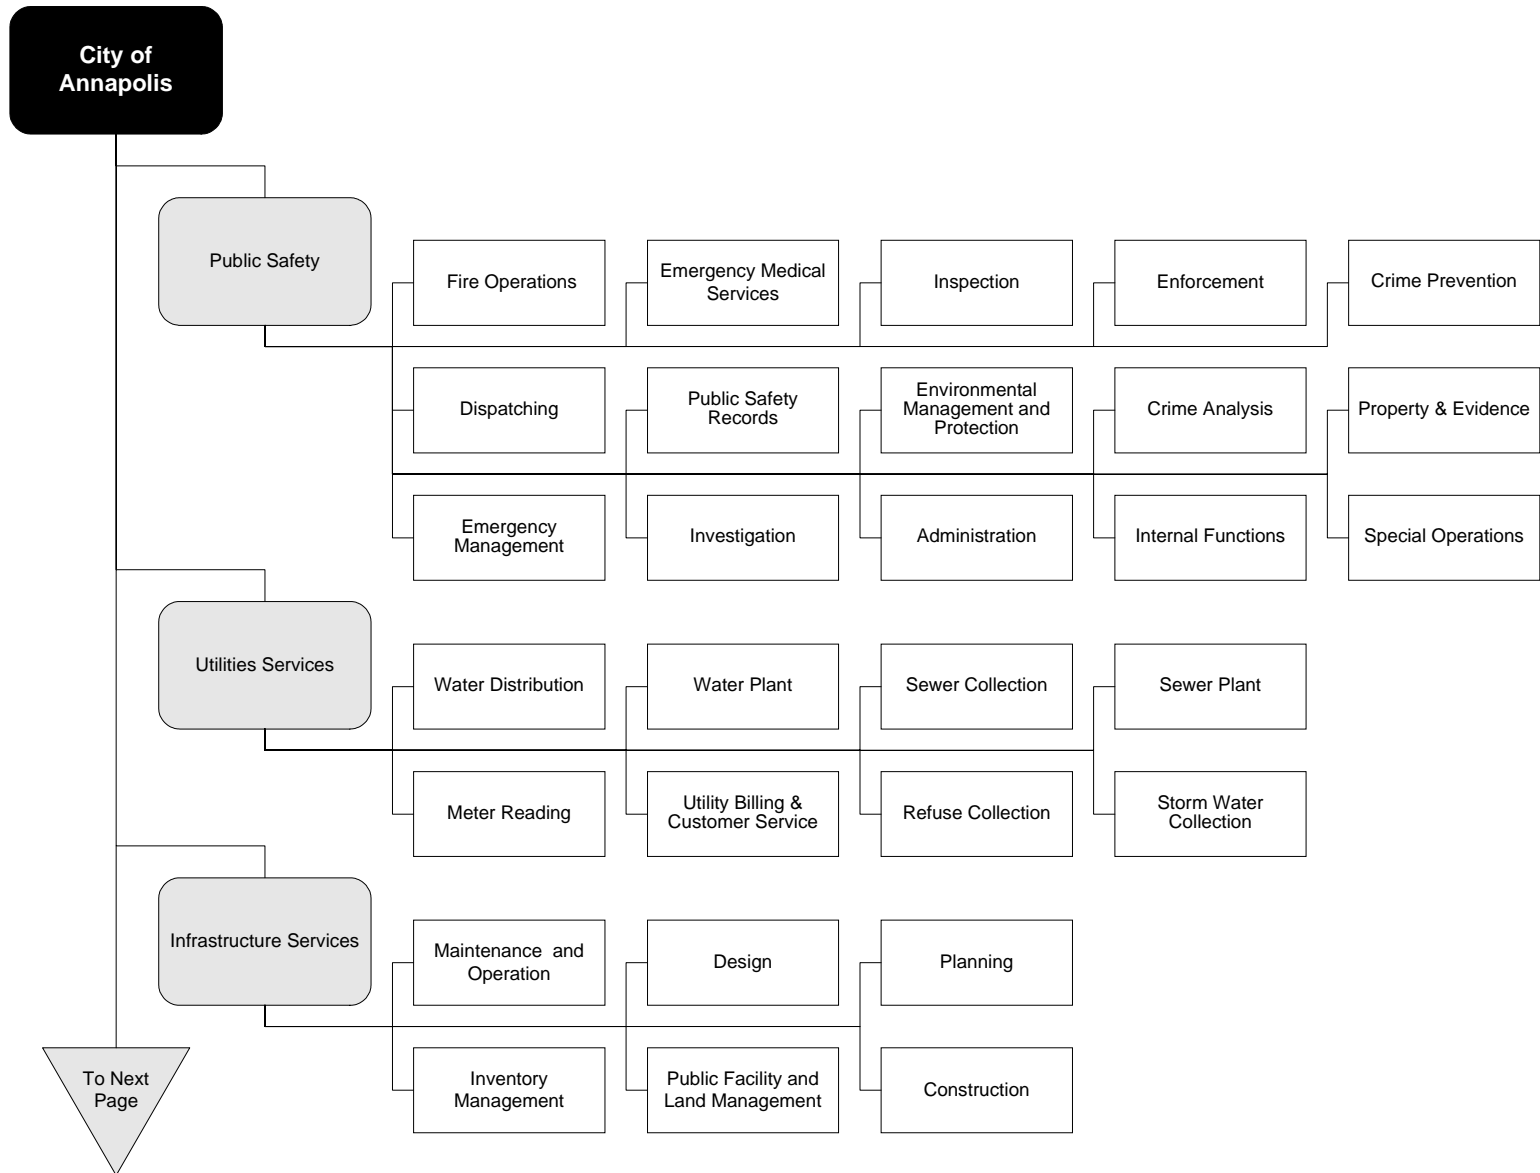 City of
Annapolis
Public Safety
Fire Operations
Emergency Medical
Services
Inspection
Enforcement
Crime Prevention
Dispatching
Public Safety
Records
Environmental
Management and
Protection
Crime Analysis
Property & Evidence
Emergency
Management
Investigation
Administration
Internal Functions
Special Operations
Utilities Services
Water Distribution
Water Plant
Sewer Collection
Sewer Plant
Meter Reading
Utility Billing &
Customer Service
Refuse Collection
Storm Water
Collection
Infrastructure Services
Maintenance and
Operation
Design
Planning
Inventory
Management
Public Facility and
Land Management
Construction
To Next
Page